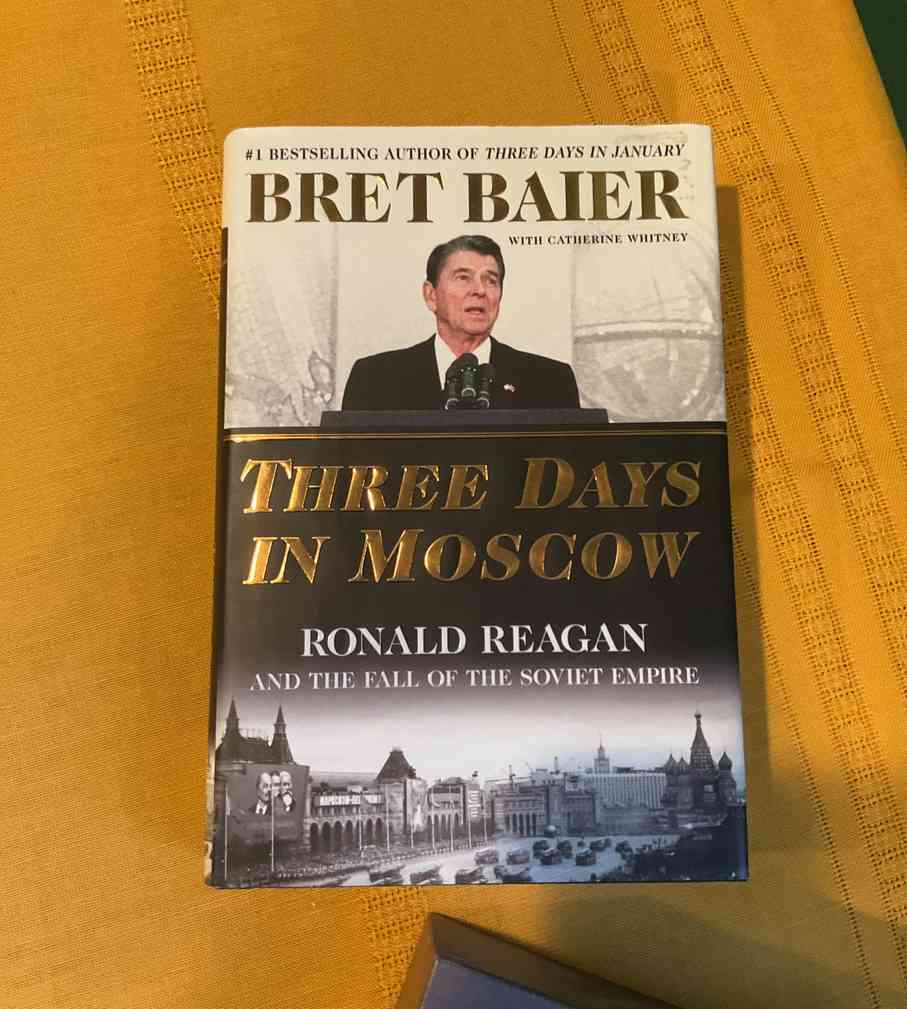 #1 BESTSELLING AUTHOR OF THREE DAYS IN JANUARY
BRET BAIER
WITH CATHERINE WHITNEY
THREE DAYS
IN MOSCOW
RONALD REAGAN
AND THE FALL OF THE SOVIET EMPIRE